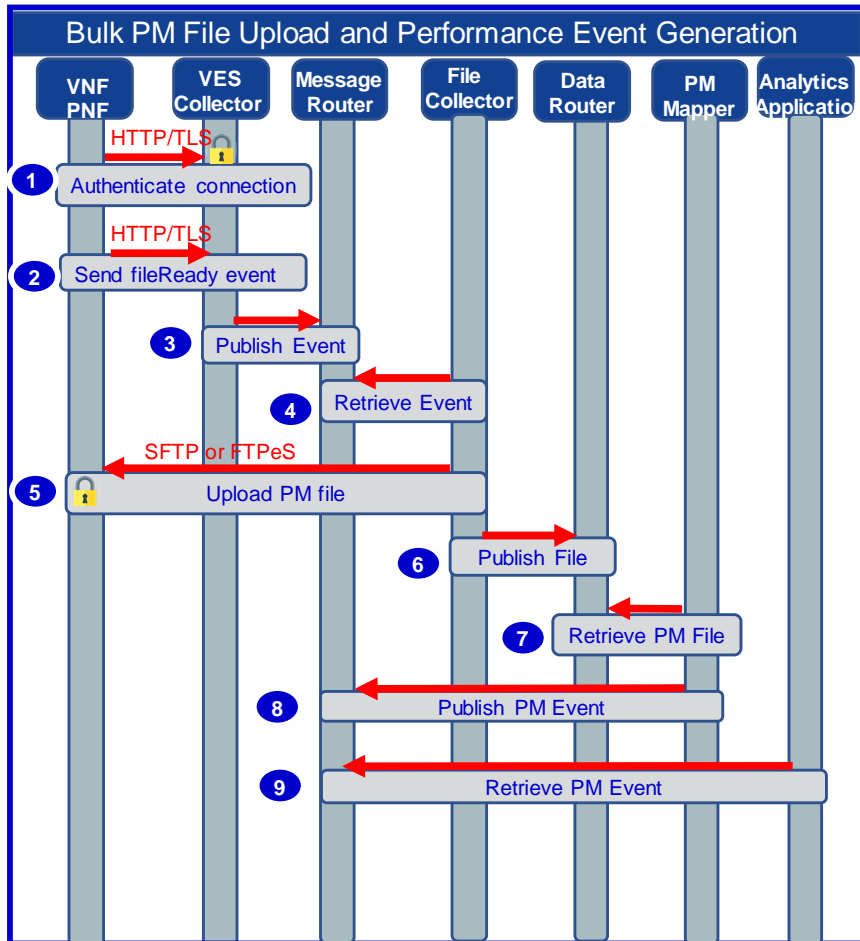 Bulk PM File Upload and Performance Event Generation
VNF
PNF
VES
Collector
Message
Router
File
Collector
Data
Router
PM
Mapper
Analytics
Applicatio
HTTP/TLS
1
Authenticate connection
HTTP/TLS
2
Send fileReady event
3
Publish Event
4
Retrieve Event
SFTP or FTPeS
5
Upload PM file
6
Publish File
7
Retrieve PM File
8
Publish PM Event
9
Retrieve PM Event